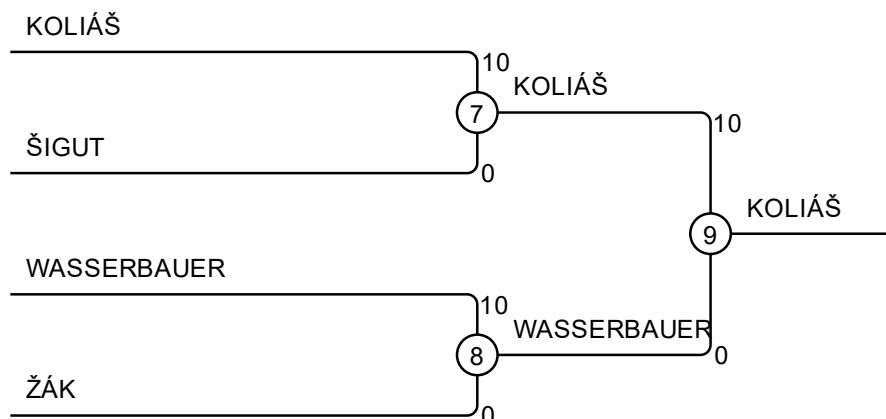 KOLIÁŠ
10
KOLIÁŠ
7
10
ŠIGUT
0
KOLIÁŠ
9
WASSERBAUER
10
WASSERBAUER
8
0
ŽÁK
0